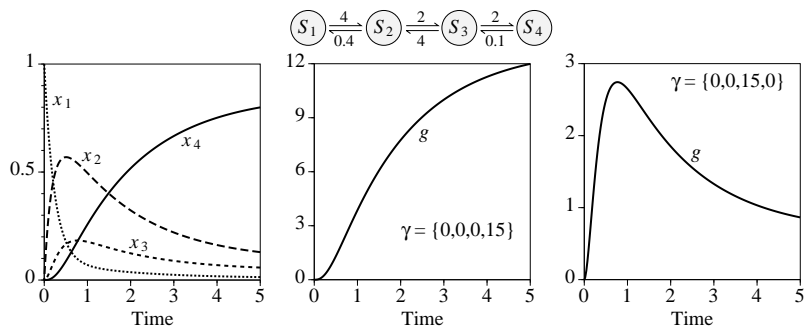 4 2 2
S1 S2 S3 S4
0.4 4 0.1
1
0.5
0
x1
x2
x3
x4
0 1 2 3 4 5
Time
12
9
6
3
0
g
γ = {0,0,0,15}
0 1 2 3 4 5
Time
3
2
1
0
γ = {0,0,15,0}
g
0 1 2 3 4 5
Time